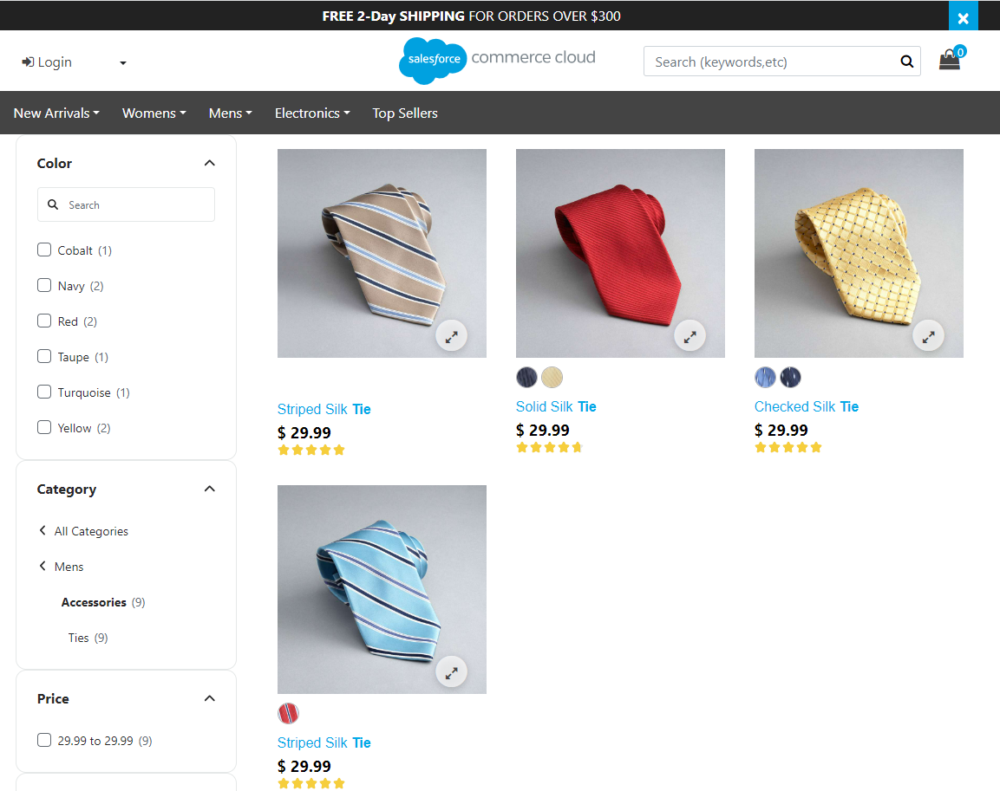 FREE 2-Day SHIPPING FOR ORDERS OVER $300
Login
salesforce commerce cloud
Search (keywords,etc)
0
New Arrivals
Womens
Mens
Electronics
Top Sellers
Color
Search
Cobalt (1)
Navy (2)
Red (2)
Taupe (1)
Turquoise (1)
Yellow (2)
Category
All Categories
Mens
Accessories (9)
Ties (9)
Price
29.99 to 29.99 (9)
Striped Silk Tie
$ 29.99
Solid Silk Tie
$ 29.99
Checked Silk Tie
$ 29.99
Striped Silk Tie
$ 29.99